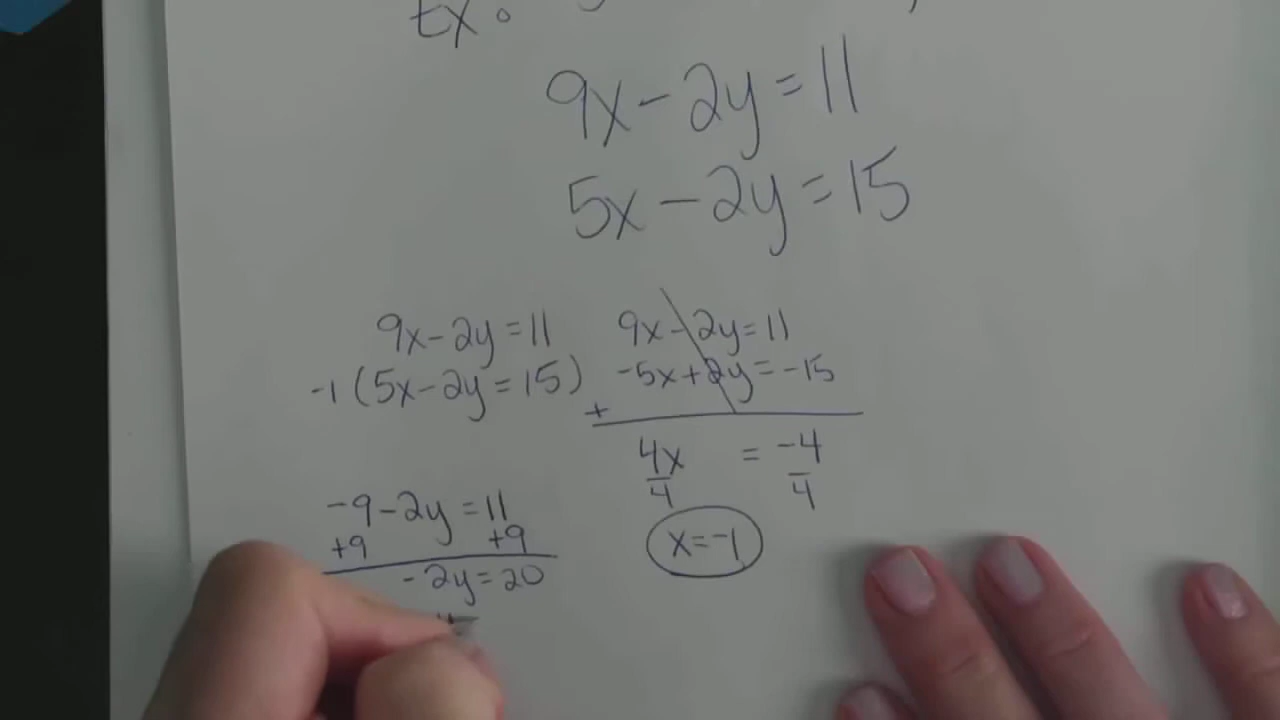 Ex:
9x-2y=11
5x-2y=15
9x-2y=11
-1(5x-2y=15)
9x-2y=11
-5x+2y=-15
+
4x = -4
4 4
x=-1
-9-2y=11
+9 +9
-2y=20